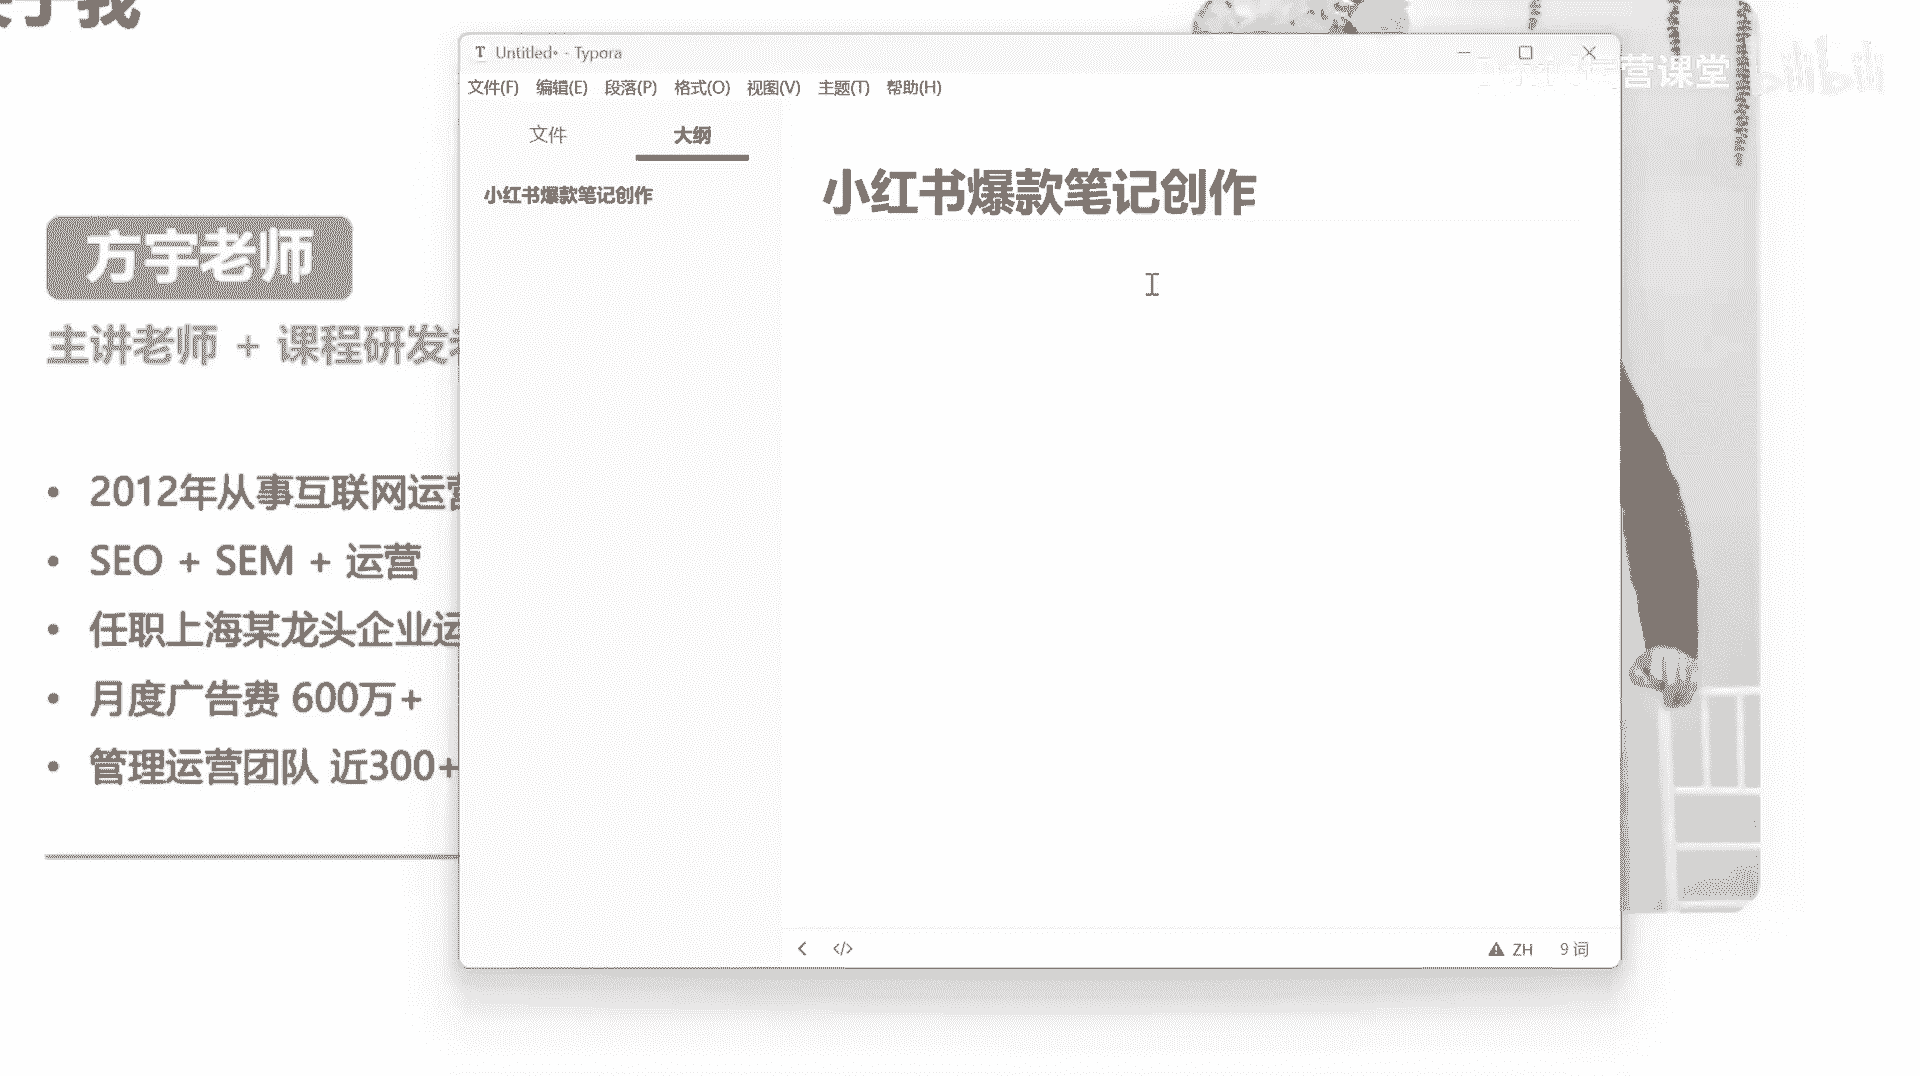 于我
方宇老师
主讲老师 + 课程研发
2012年从事互联网运营
SEO + SEM + 运营
任职上海某龙头企业运
月度广告费 600万+
管理运营团队 近300+
Untitled• - Typora
文件(F) 编辑(E) 段落(P) 格式(O) 视图(V) 主题(T) 帮助(H)
文件 大纲
小红书爆款笔记创作
小红书爆款笔记创作
ZH 9 词
营课堂
bilibili